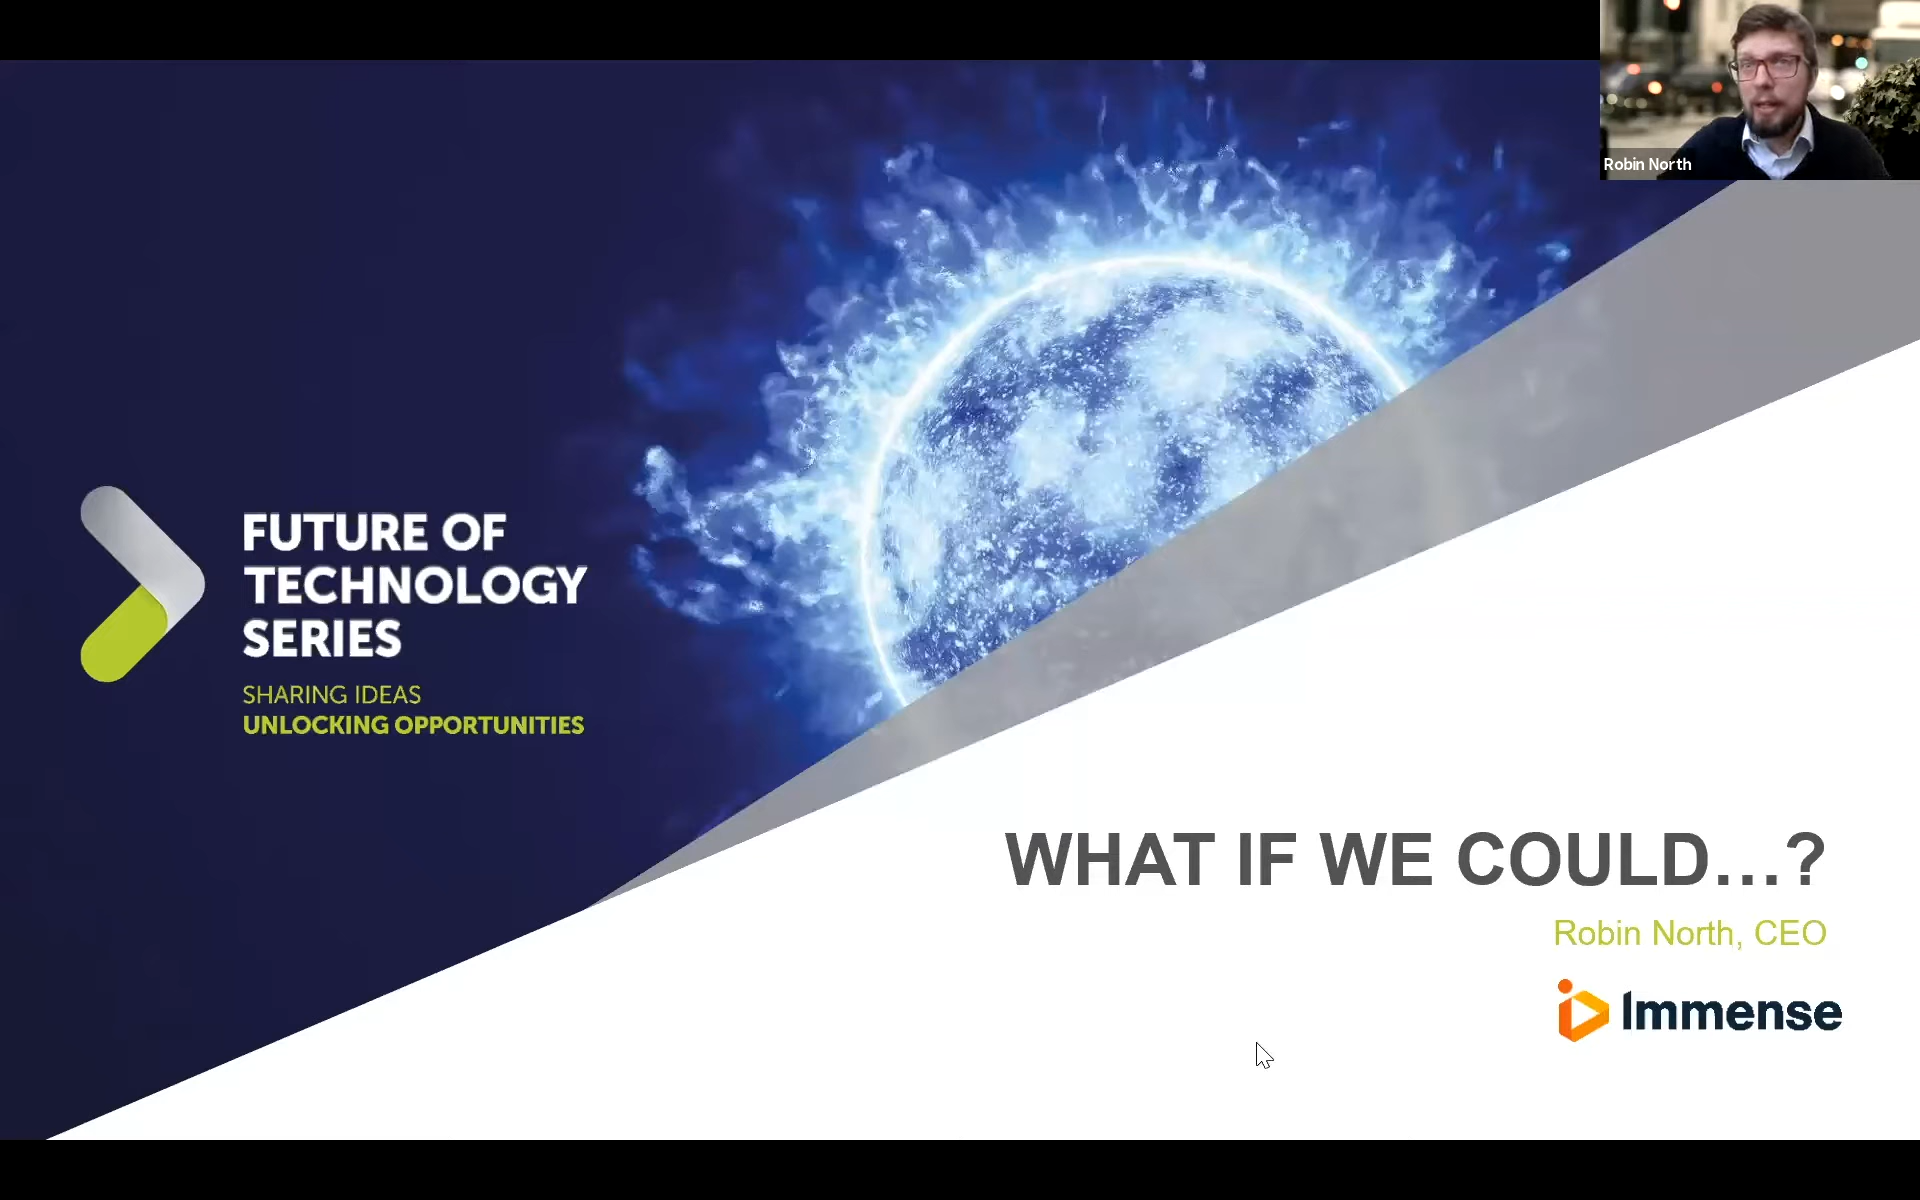 Robin North
FUTURE OF
TECHNOLOGY
SERIES
SHARING IDEAS
UNLOCKING OPPORTUNITIES
WHAT IF WE COULD...?
Robin North, CEO
Immense